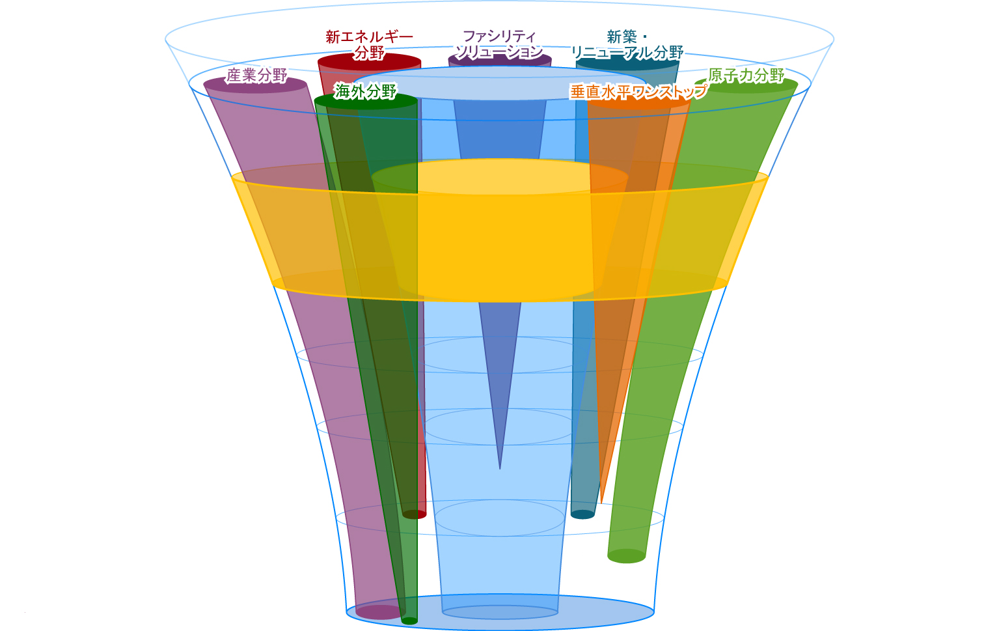 新エネルギー
分野
ファシリティ
ソリューション
新築・
リニューアル分野
産業分野
海外分野
垂直水平ワンストップ
原子力分野